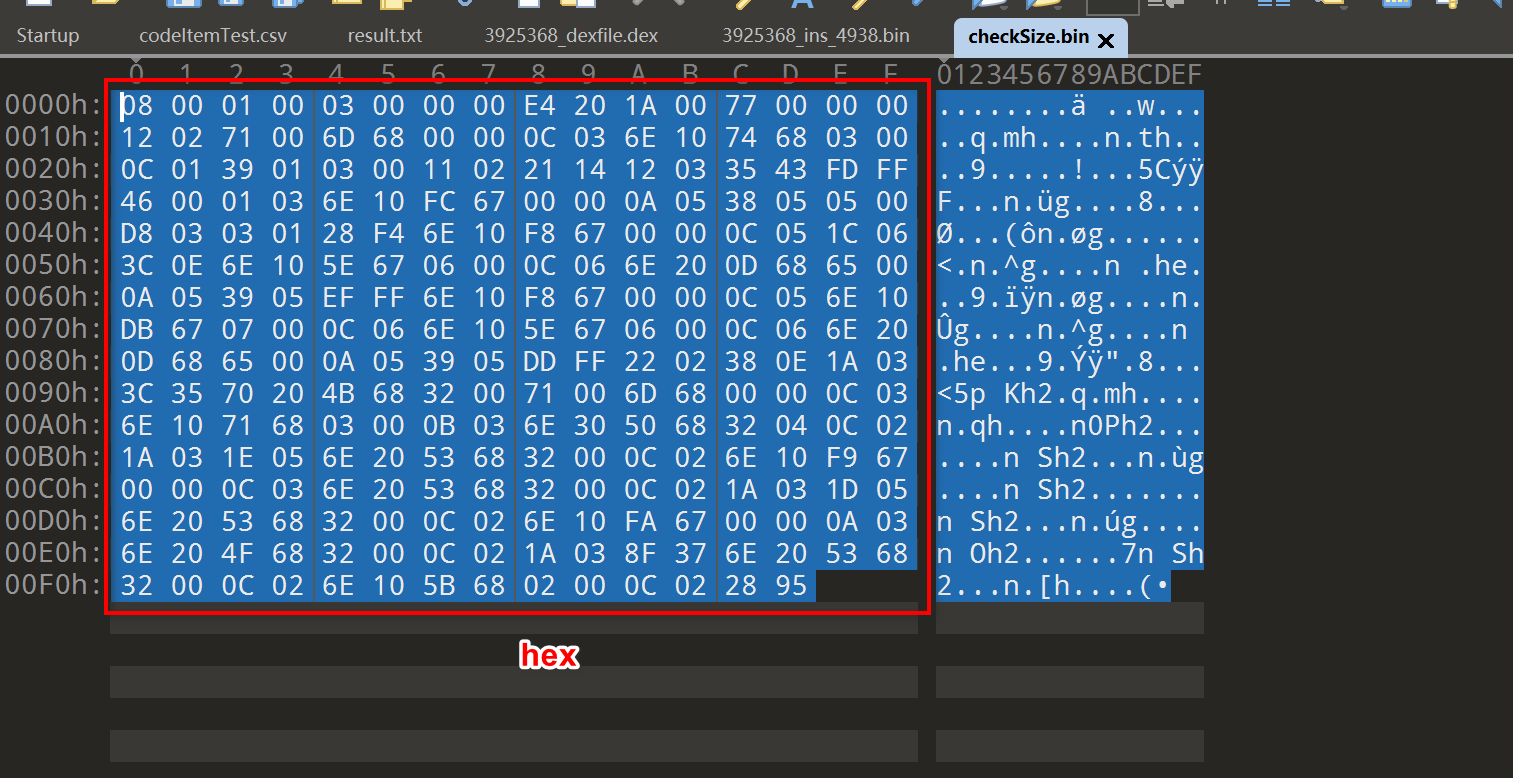 Startup codeItemTest.csv result.txt 3925368_dexfile.dex 3925368_ins_4938.bin checkSize.bin
0 1 2 3 4 5 6 7 8 9 A B C D E F 0123456789ABCDEF
0000h: 08 00 01 00 03 00 00 00 E4 20 1A 00 77 00 00 00 ........ä ..w...
0010h: 12 02 71 00 6D 68 00 00 0C 03 6E 10 74 68 03 00 ..q.mh....n.th..
0020h: 0C 01 39 01 03 00 11 02 21 14 12 03 35 43 FD FF ..9.....!...5Cýÿ
0030h: 46 00 01 03 6E 10 FC 67 00 00 0A 05 38 05 05 00 F...n.üg....8...
0040h: D8 03 03 01 28 F4 6E 10 F8 67 00 00 0C 05 1C 06 Ø...(ôn.øg......
0050h: 3C 0E 6E 10 5E 67 06 00 0C 06 6E 20 0D 68 65 00 <.n.^g....n .he.
0060h: 0A 05 39 05 EF FF 6E 10 F8 67 00 00 0C 05 6E 10 ..9.ïÿn.øg....n.
0070h: DB 67 07 00 0C 06 6E 10 5E 67 06 00 0C 06 6E 20 Ûg....n.^g....n
0080h: 0D 68 65 00 0A 05 39 05 DD FF 22 02 38 0E 1A 03 .he...9.Ýÿ".8...
0090h: 3C 35 70 20 4B 68 32 00 71 00 6D 68 00 00 0C 03 <5p Kh2.q.mh....
00A0h: 6E 10 71 68 03 00 0B 03 6E 30 50 68 32 04 0C 02 n.qh....n0Ph2...
00B0h: 1A 03 1E 05 6E 20 53 68 32 00 0C 02 6E 10 F9 67 ....n Sh2...n.ùg
00C0h: 00 00 0C 03 6E 20 53 68 32 00 0C 02 1A 03 1D 05 ....n Sh2.......
00D0h: 6E 20 53 68 32 00 0C 02 6E 10 FA 67 00 00 0A 03 n Sh2...n.úg....
00E0h: 6E 20 4F 68 32 00 0C 02 1A 03 8F 37 6E 20 53 68 n Oh2......7n Sh
00F0h: 32 00 0C 02 6E 10 5B 68 02 00 0C 02 28 95 2...n.[h....(•
hex